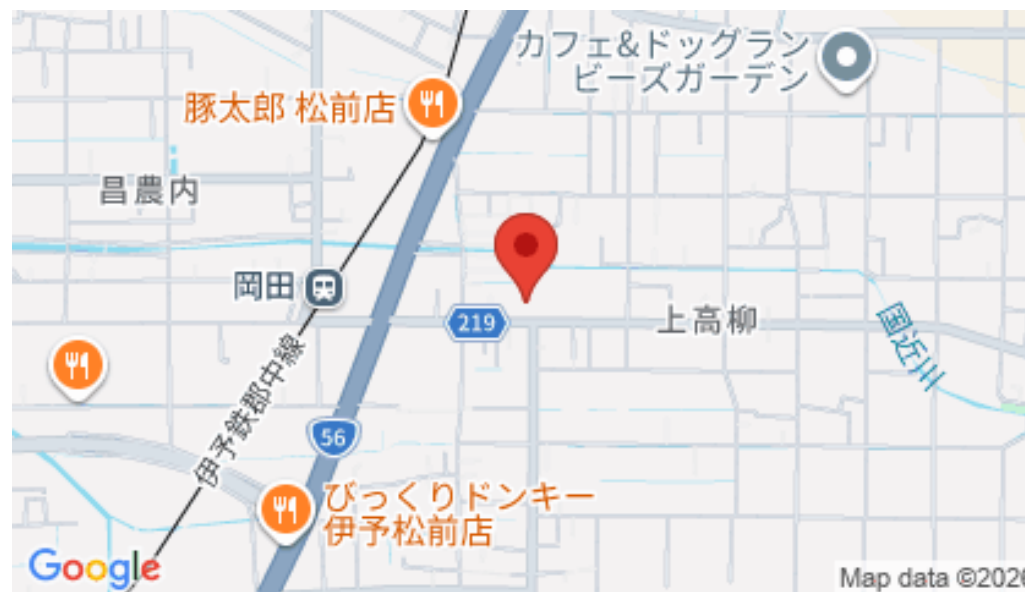 カフェ&ドッグラン
ビーズガーデン
豚太郎 松前店
昌農内
岡田
219
上高柳
国近川
伊予鉄郡中線
56
びっくりドンキー
伊予松前店
Google
Map data ©2026